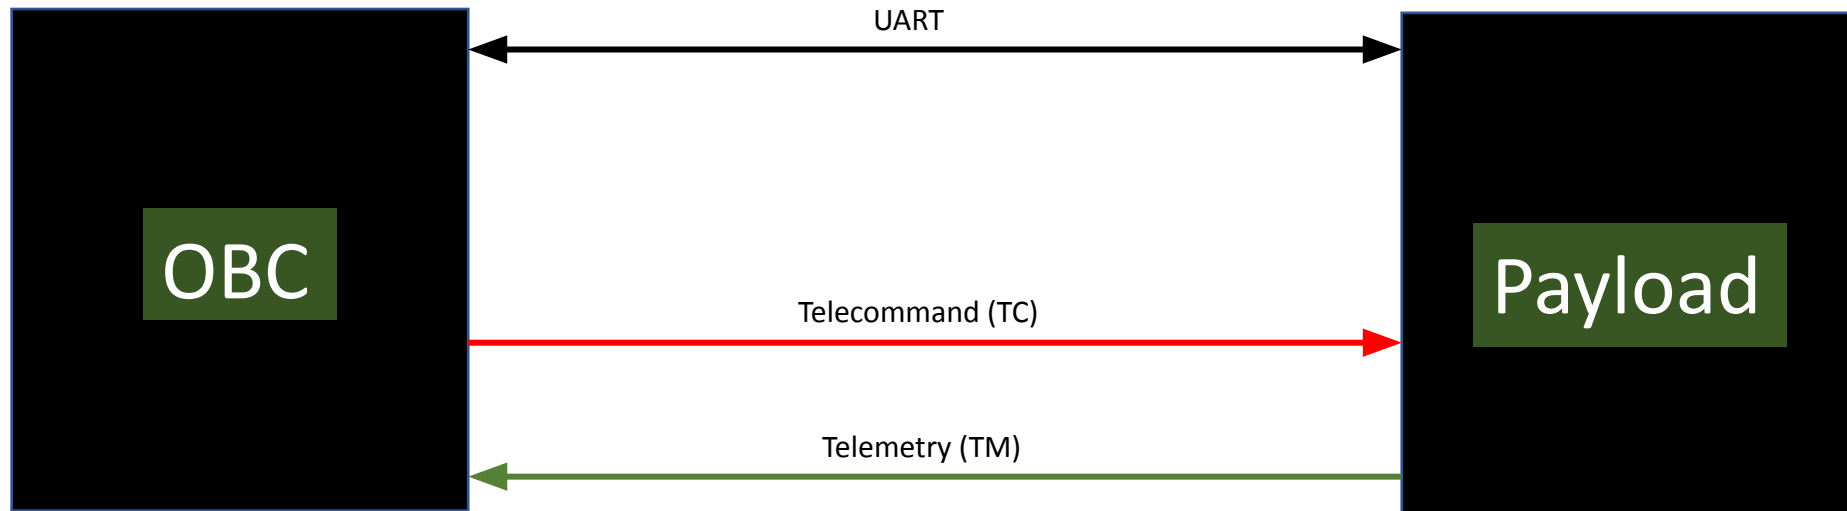 UART
OBC
Payload
Telecommand (TC)
Telemetry (TM)